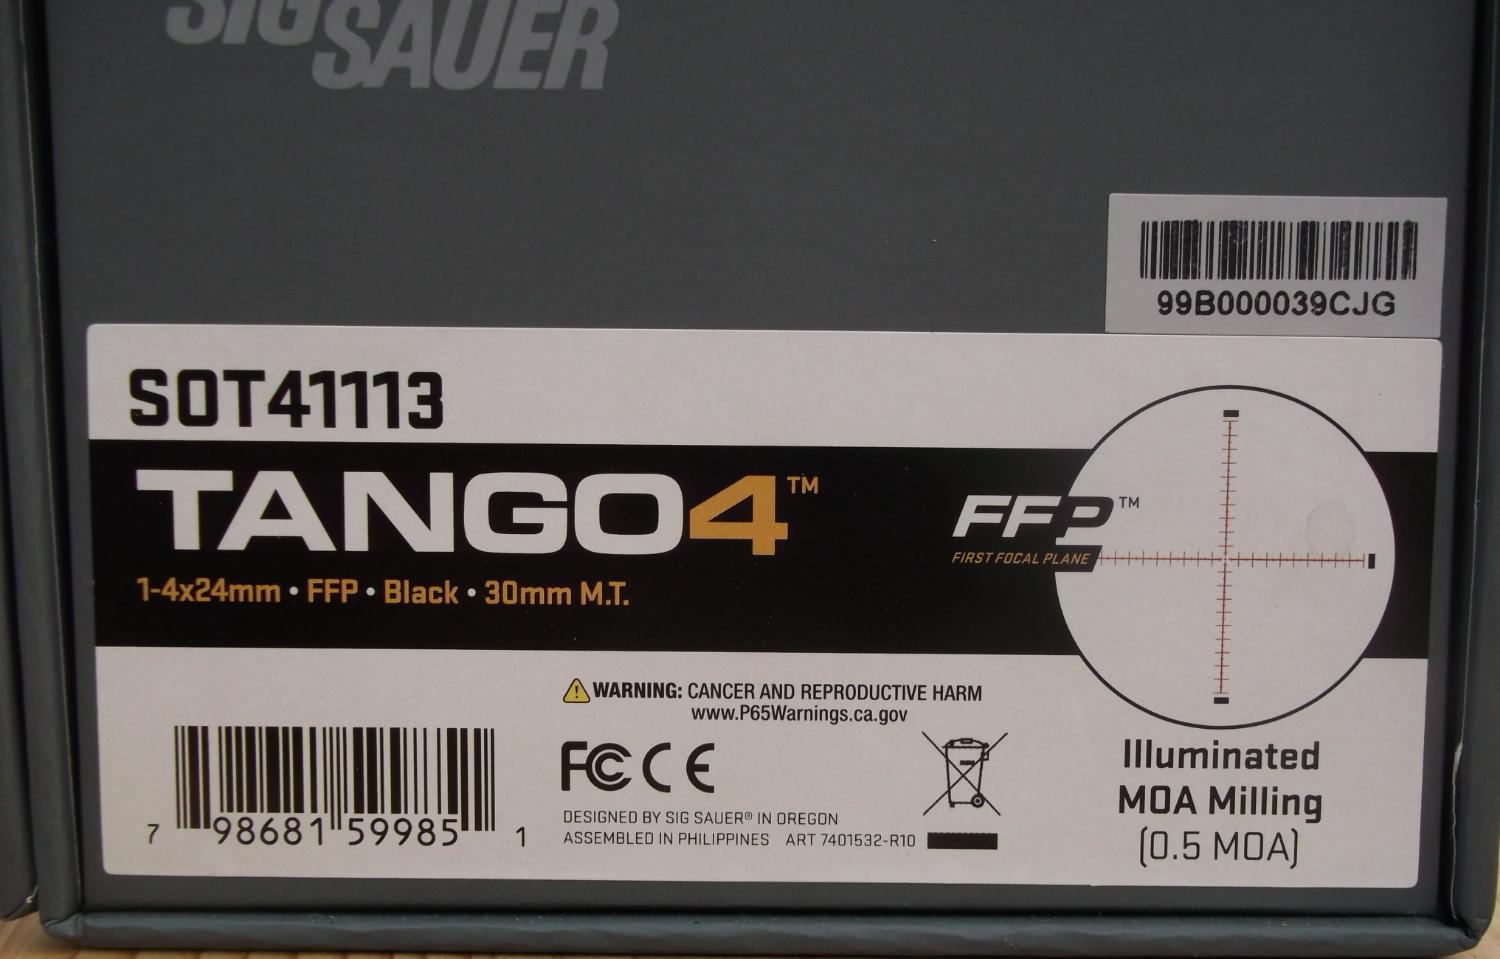 SIG SAUER
99B000039CJG
SOT41113
TANGO4™
1-4x24mm • FFP • Black • 30mm M.T.
FFP™
FIRST FOCAL PLANE
WARNING: CANCER AND REPRODUCTIVE HARM
www.P65Warnings.ca.gov
FC CE
DESIGNED BY SIG SAUER® IN OREGON
ASSEMBLED IN PHILIPPINES ART 7401532-R10
7 98681 59985 1
Illuminated
MOA Milling
(0.5 MOA)